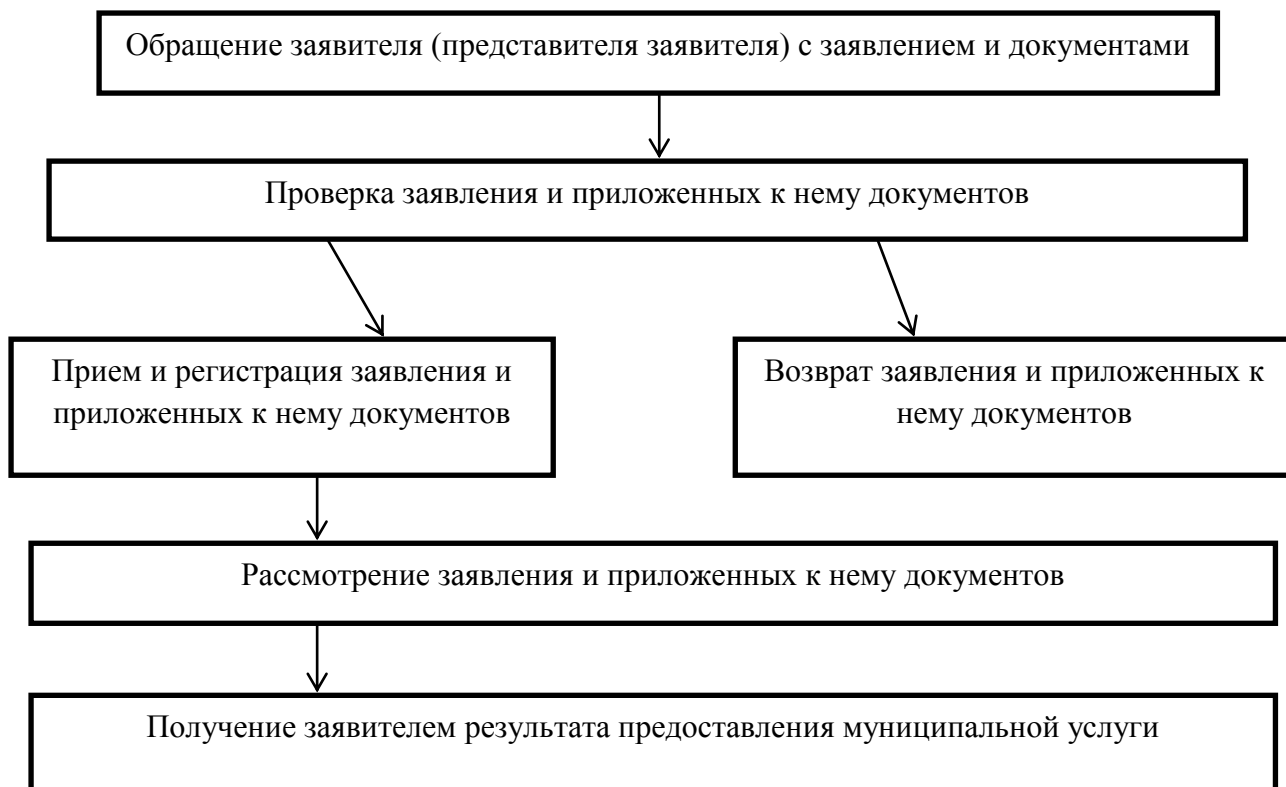 Обращение заявителя (представителя заявителя) с заявлением и документами
Проверка заявления и приложенных к нему документов
Прием и регистрация заявления и
приложенных к нему документов
Возврат заявления и приложенных к
нему документов
Рассмотрение заявления и приложенных к нему документов
Получение заявителем результата предоставления муниципальной услуги